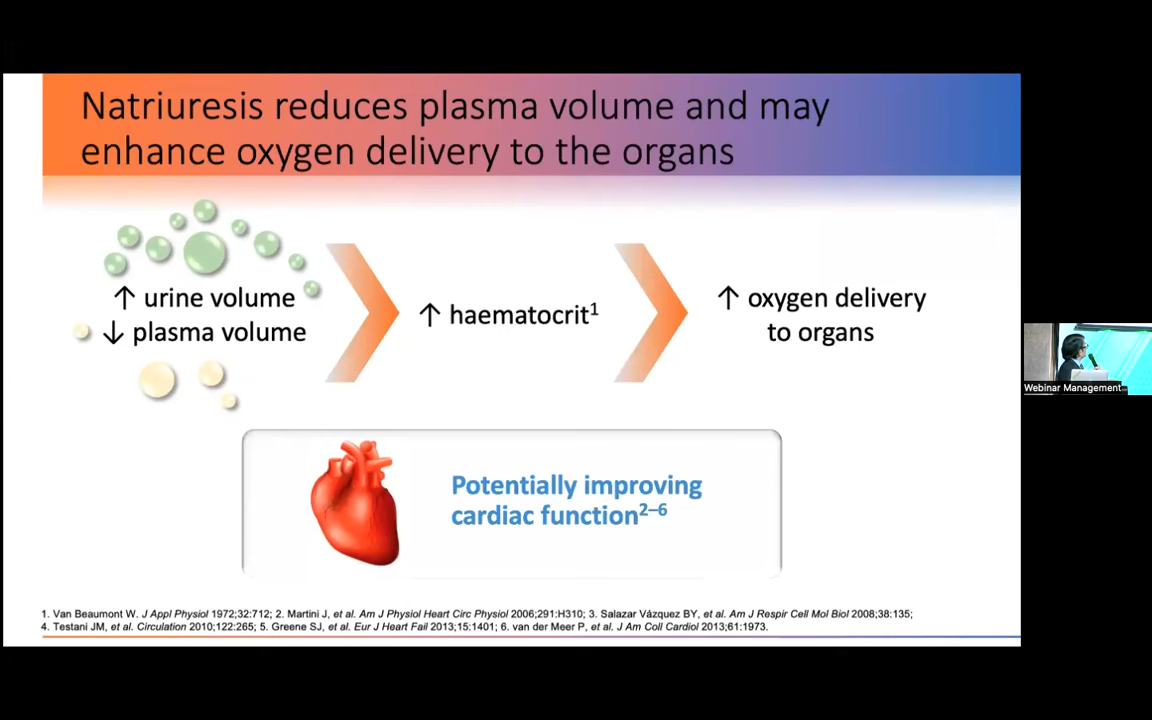 Natriuresis reduces plasma volume and may
enhance oxygen delivery to the organs
↑ urine volume
↓ plasma volume
↑ haematocrit¹
↑ oxygen delivery
to organs
Potentially improving
cardiac function²⁻⁶
1. Van Beaumont W. J Appl Physiol 1972;32:712; 2. Martini J, et al. Am J Physiol Heart Circ Physiol 2006;291:H310; 3. Salazar Vázquez BY, et al. Am J Respir Cell Mol Biol 2008;38:135;
4. Testani JM, et al. Circulation 2010;122:265; 5. Greene SJ, et al. Eur J Heart Fail 2013;15:1401; 6. van der Meer P, et al. J Am Coll Cardiol 2013;61:1973.
Webinar Management...